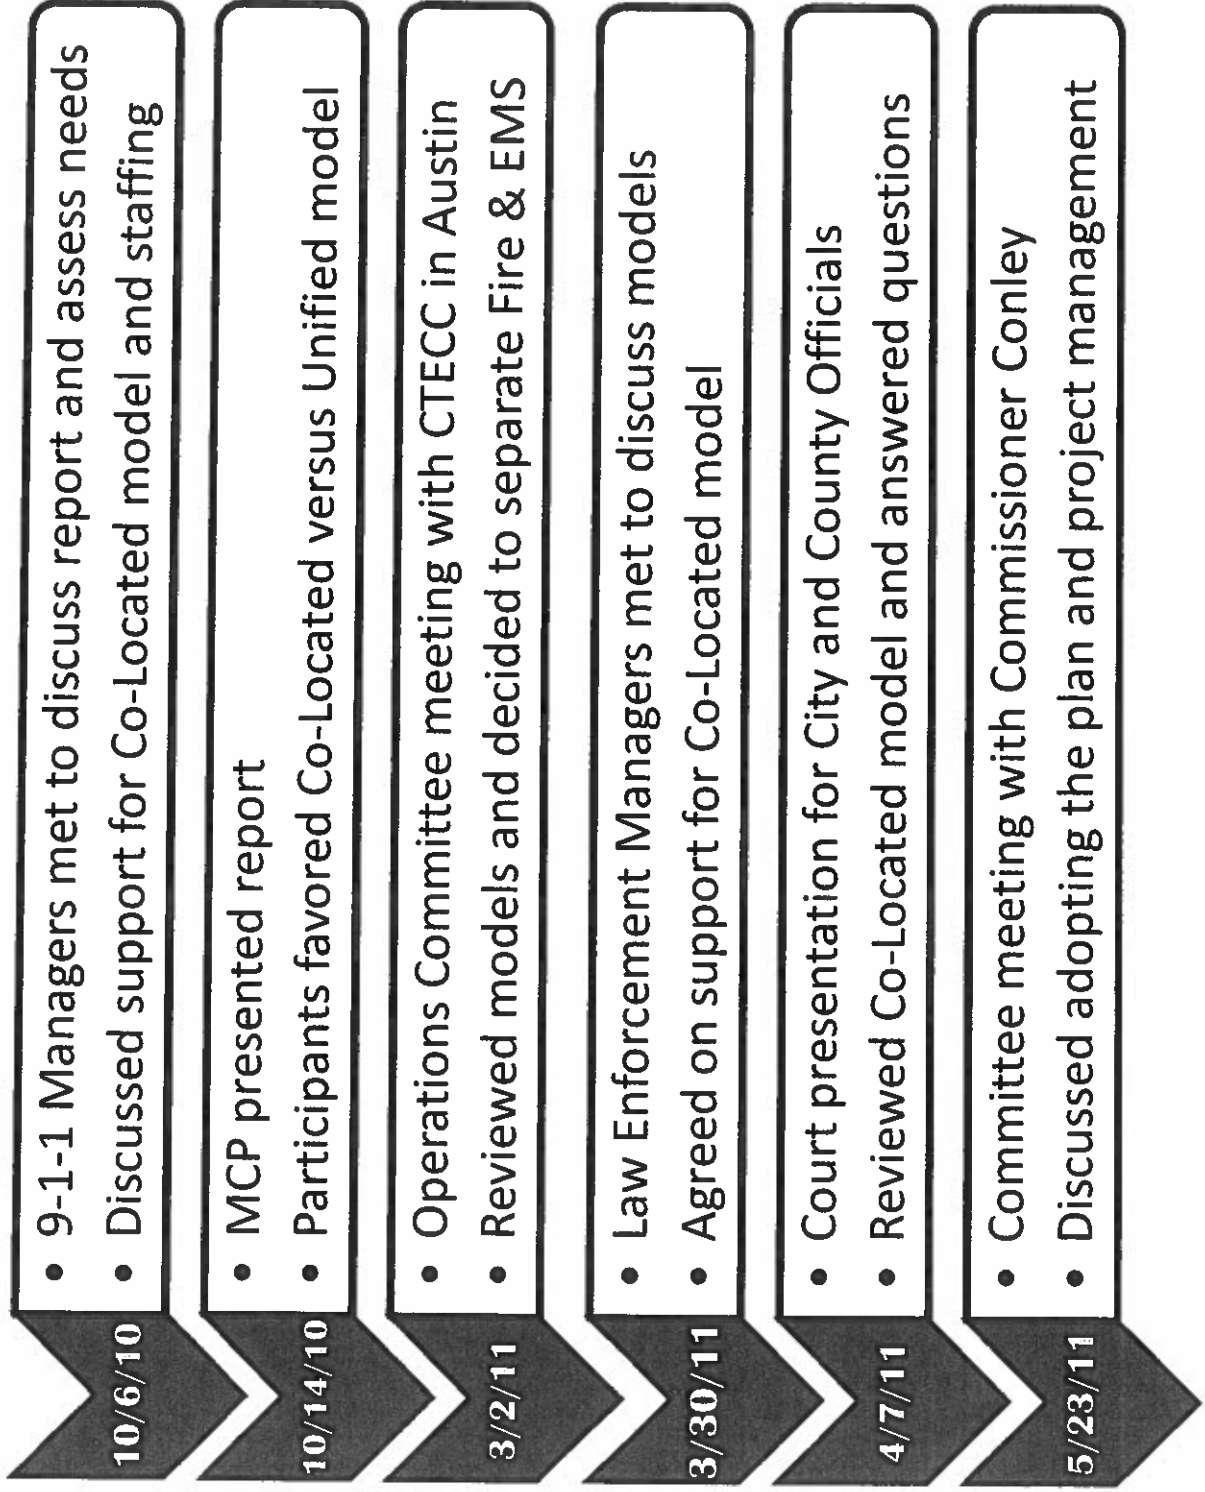 10/6/10
• 9-1-1 Managers met to discuss report and assess needs
• Discussed support for Co-Located model and staffing
10/14/10
• MCP presented report
• Participants favored Co-Located versus Unified model
3/2/11
• Operations Committee meeting with CTECC in Austin
• Reviewed models and decided to separate Fire & EMS
3/30/11
• Law Enforcement Managers met to discuss models
• Agreed on support for Co-Located model
4/7/11
• Court presentation for City and County Officials
• Reviewed Co-Located model and answered questions
5/23/11
• Committee meeting with Commissioner Conley
• Discussed adopting the plan and project management